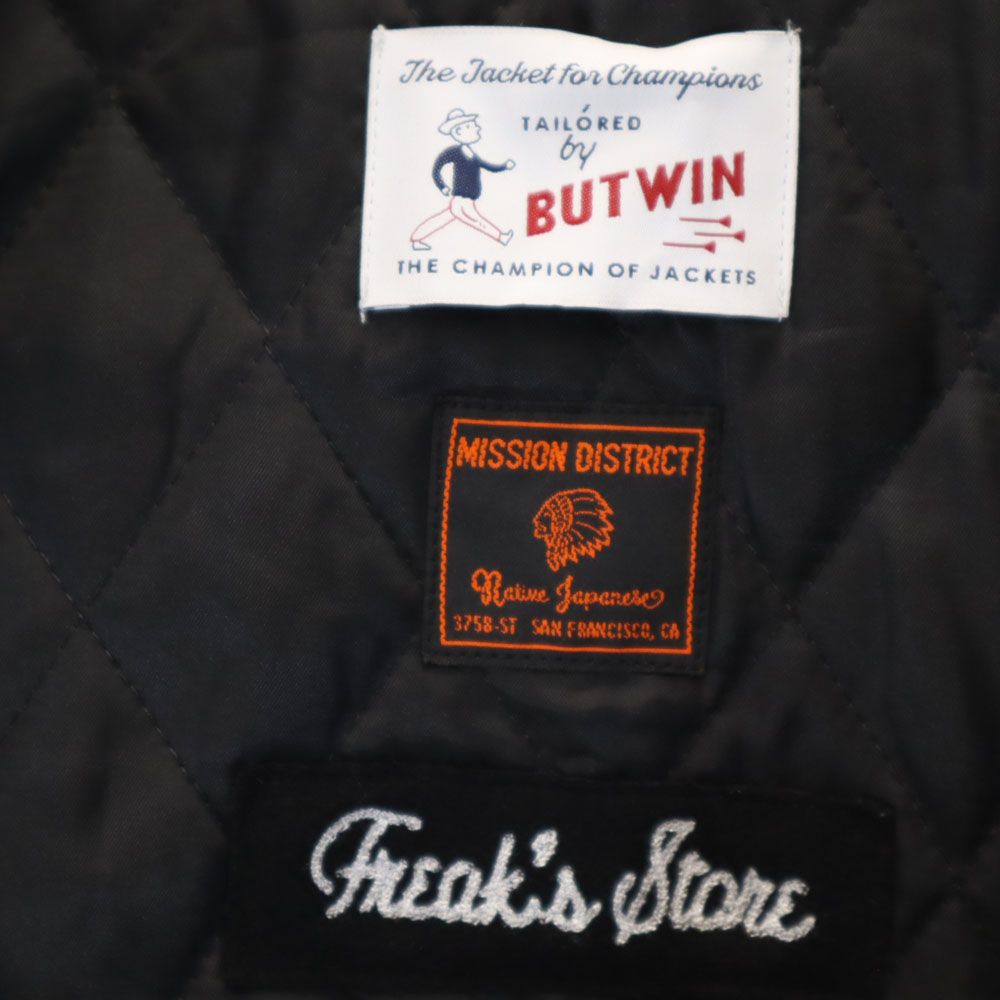 The Jacket for Champions
TAILORED
by
BUTWIN
THE CHAMPION OF JACKETS
MISSION DISTRICT
Native Japanese
3758-ST SAN FRANCISCO, CA
Freak's Store